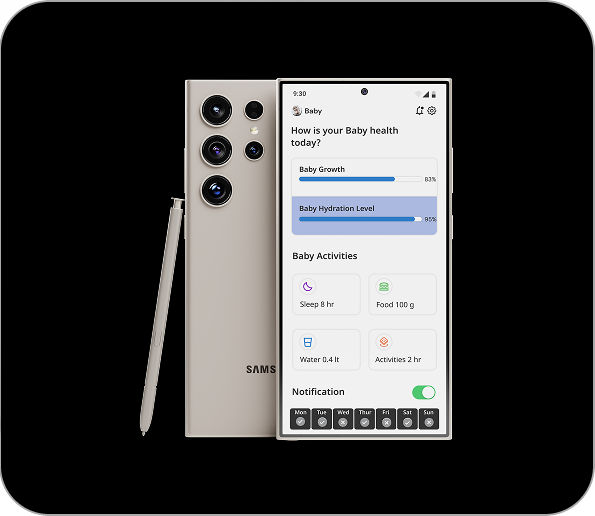 9:30
Baby
How is your Baby health
today?
Baby Growth
83%
Baby Hydration Level
95%
Baby Activities
Sleep 8 hr
Food 100 g
Water 0.4 lt
Activities 2 hr
SAMS
Notification
Mon Tue Wed Thur Fri Sat Sun